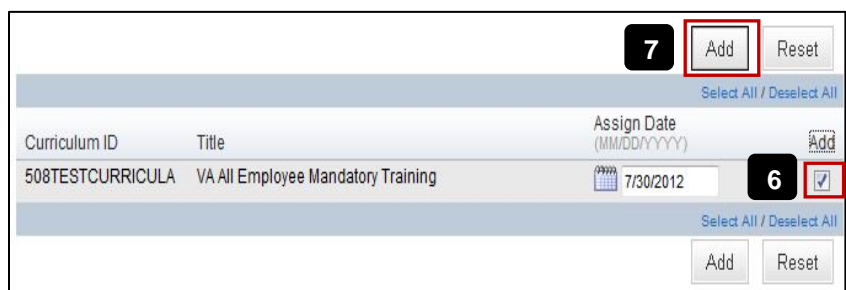 7 Add Reset
Select All / Deselect All
Curriculum ID Title Assign Date (MM/DD/YYYY) Add
508TESTCURRICULA VA All Employee Mandatory Training 7/30/2012 6
Select All / Deselect All
Add Reset